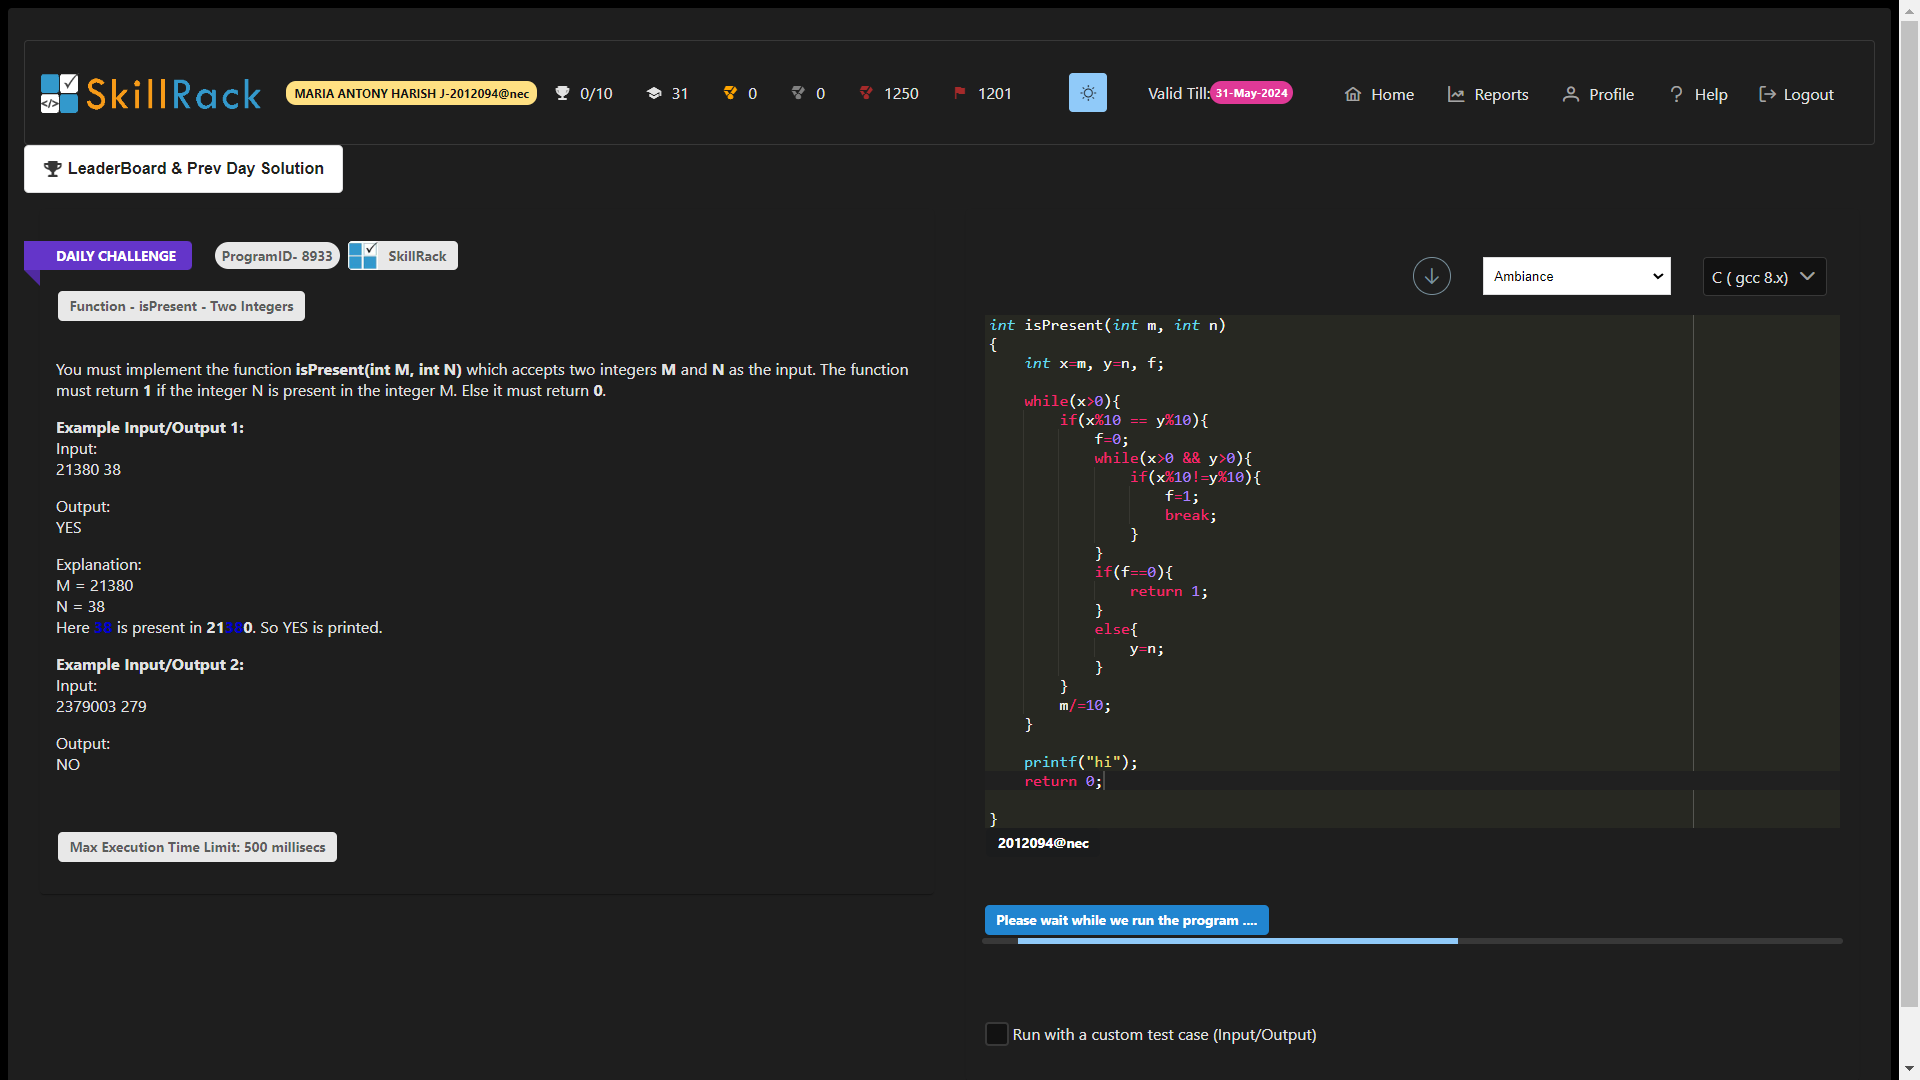 SkillRack
MARIA ANTONY HARISH J-2012094@nec
0/10
31
0
0
1250
1201
Valid Till:31-May-2024
Home
Reports
Profile
? Help
Logout
LeaderBoard & Prev Day Solution
DAILY CHALLENGE
ProgramID- 8933
SkillRack
Function - isPresent - Two Integers
You must implement the function isPresent(int M, int N) which accepts two integers M and N as the input. The function
must return 1 if the integer N is present in the integer M. Else it must return 0.
Example Input/Output 1:
Input:
21380 38
Output:
YES
Explanation:
M = 21380
N = 38
Here 38 is present in 21380. So YES is printed.
Example Input/Output 2:
Input:
2379003 279
Output:
NO
Max Execution Time Limit: 500 millisecs
Ambiance
C ( gcc 8.x)
int isPresent(int m, int n)
{
    int x=m, y=n, f;
    while(x>0){
        if(x%10 == y%10){
            f=0;
            while(x>0 && y>0){
                if(x%10!=y%10){
                    f=1;
                    break;
                }
            }
            if(f==0){
                return 1;
            }
            else{
                y=n;
            }
        }
        m/=10;
    }
    printf("hi");
    return 0;
}
2012094@nec
Please wait while we run the program ....
Run with a custom test case (Input/Output)